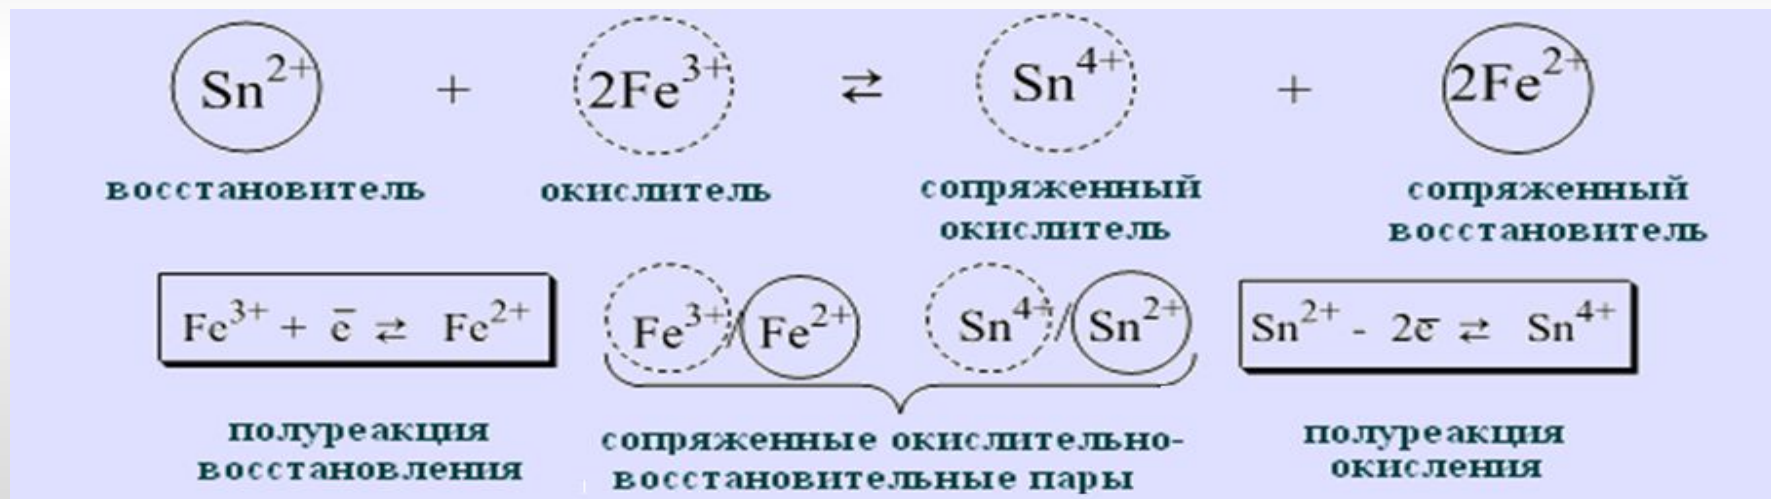 Sn²⁺ + 2Fe³⁺ ⇄ Sn⁴⁺ + 2Fe²⁺
восстановитель окислитель сопряженный сопряженный
окислитель восстановитель
Fe³⁺ + e̅ ⇄ Fe²⁺ Fe³⁺/Fe²⁺ Sn⁴⁺/Sn²⁺ Sn²⁺ - 2e̅ ⇄ Sn⁴⁺
полуреакция сопряженные окислительно- полуреакция
восстановления восстановительные пары окисления